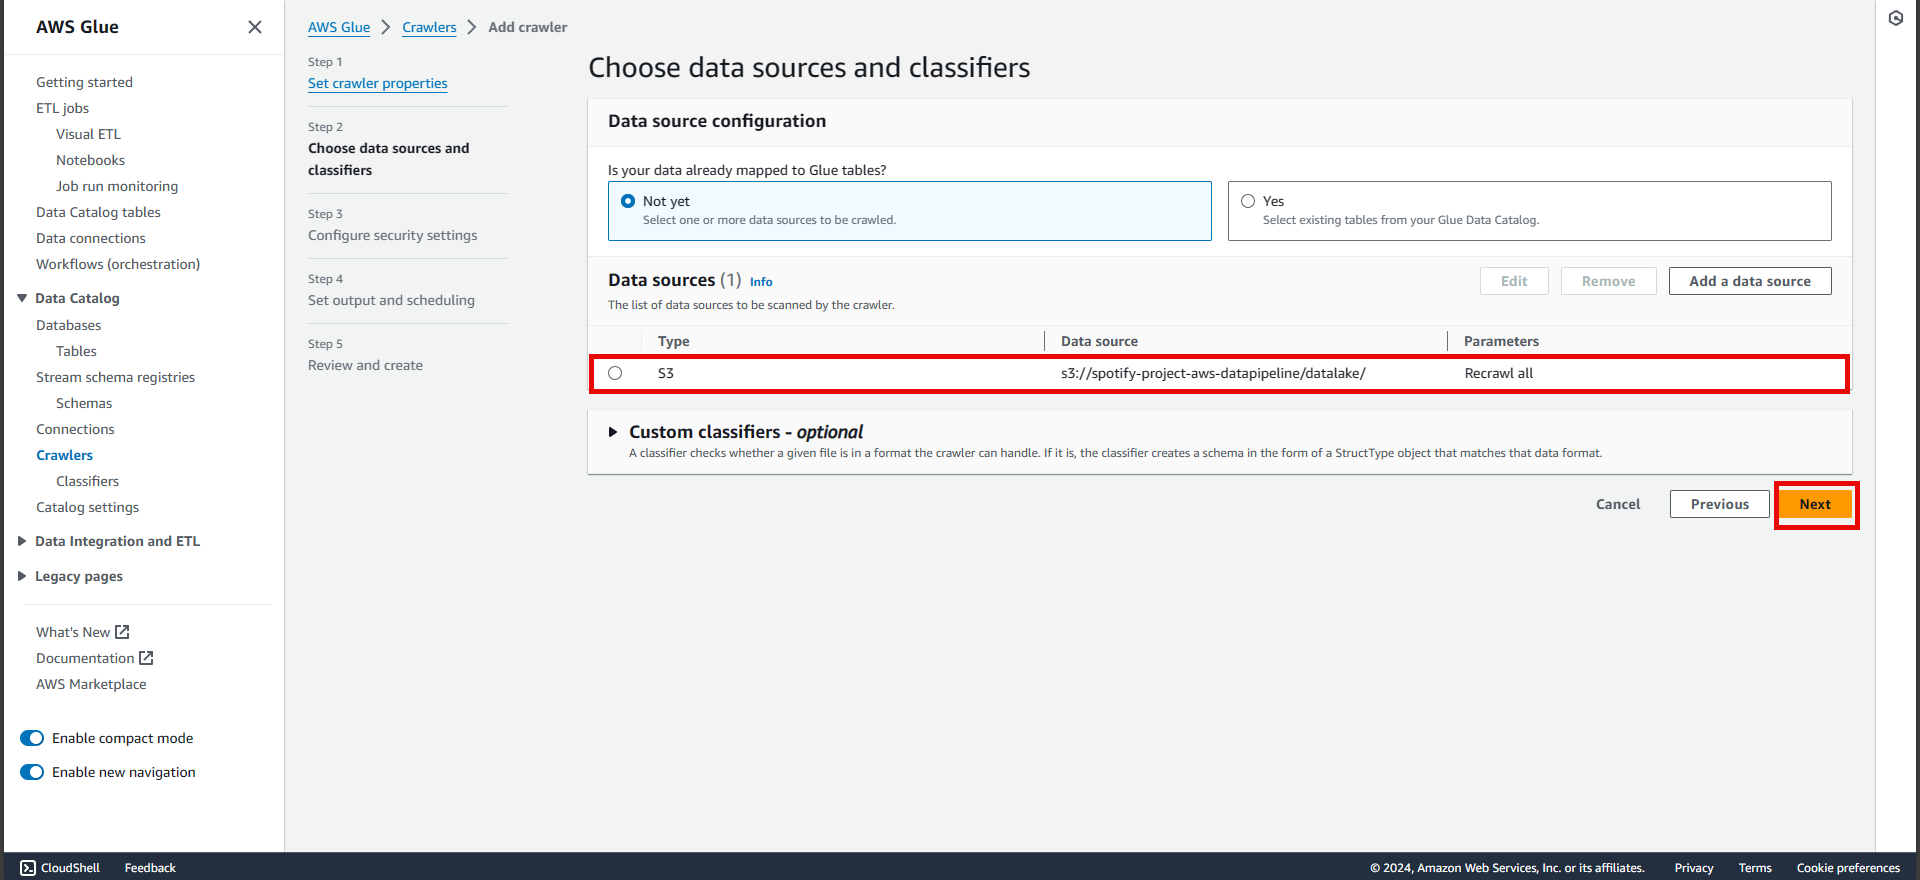 AWS Glue
Getting started
ETL jobs
Visual ETL
Notebooks
Job run monitoring
Data Catalog tables
Data connections
Workflows (orchestration)
Data Catalog
Databases
Tables
Stream schema registries
Schemas
Connections
Crawlers
Classifiers
Catalog settings
Data Integration and ETL
Legacy pages
What's New
Documentation
AWS Marketplace
Enable compact mode
Enable new navigation
AWS Glue > Crawlers > Add crawler
Step 1
Set crawler properties
Step 2
Choose data sources and
classifiers
Step 3
Configure security settings
Step 4
Set output and scheduling
Step 5
Review and create
Choose data sources and classifiers
Data source configuration
Is your data already mapped to Glue tables?
Not yet
Select one or more data sources to be crawled.
Yes
Select existing tables from your Glue Data Catalog.
Data sources (1) Info
The list of data sources to be scanned by the crawler.
Edit Remove Add a data source
Type Data source Parameters
S3 s3://spotify-project-aws-datapipeline/datalake/ Recrawl all
Custom classifiers - optional
A classifier checks whether a given file is in a format the crawler can handle. If it is, the classifier creates a schema in the form of a StructType object that matches that data format.
Cancel Previous Next
CloudShell Feedback © 2024, Amazon Web Services, Inc. or its affiliates. Privacy Terms Cookie preferences